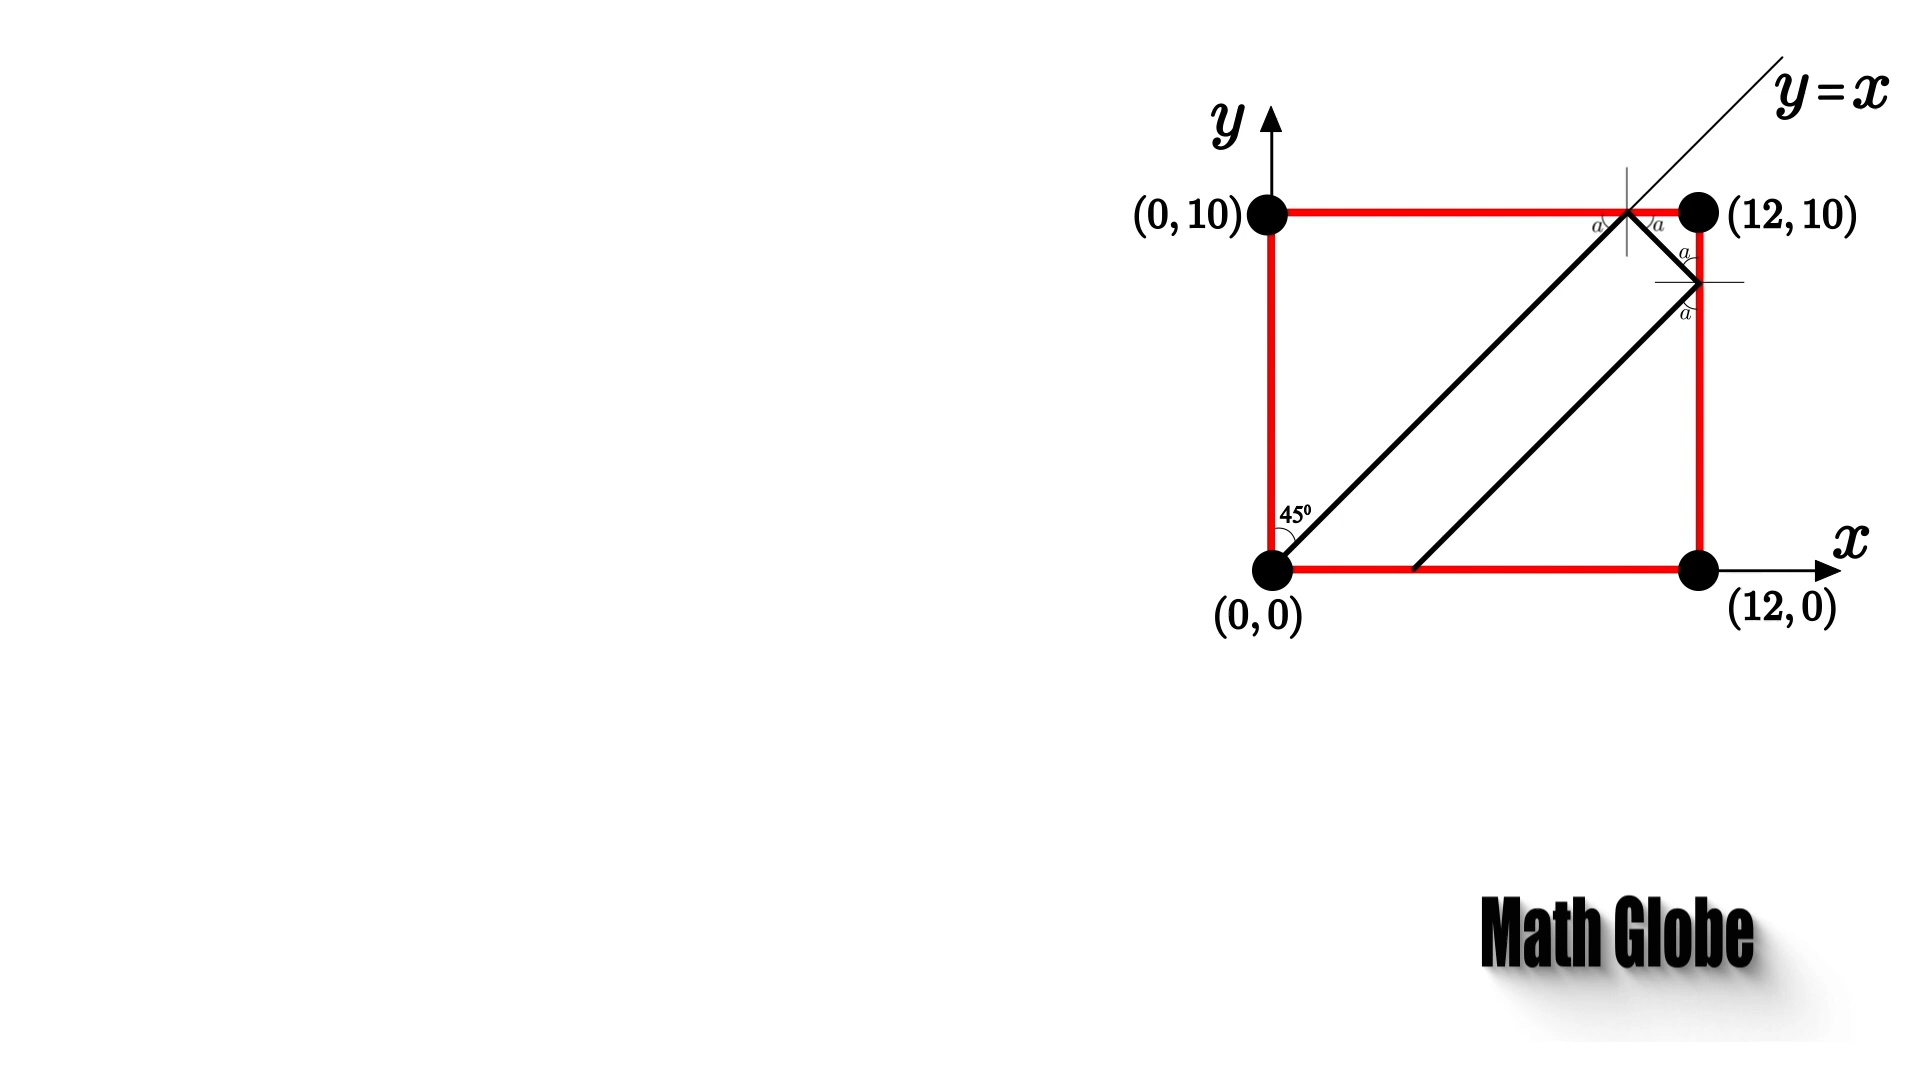 y=x
y
(0, 10)
(12, 10)
a
a
a
a
45⁰
x
(0, 0)
(12, 0)
Math Globe